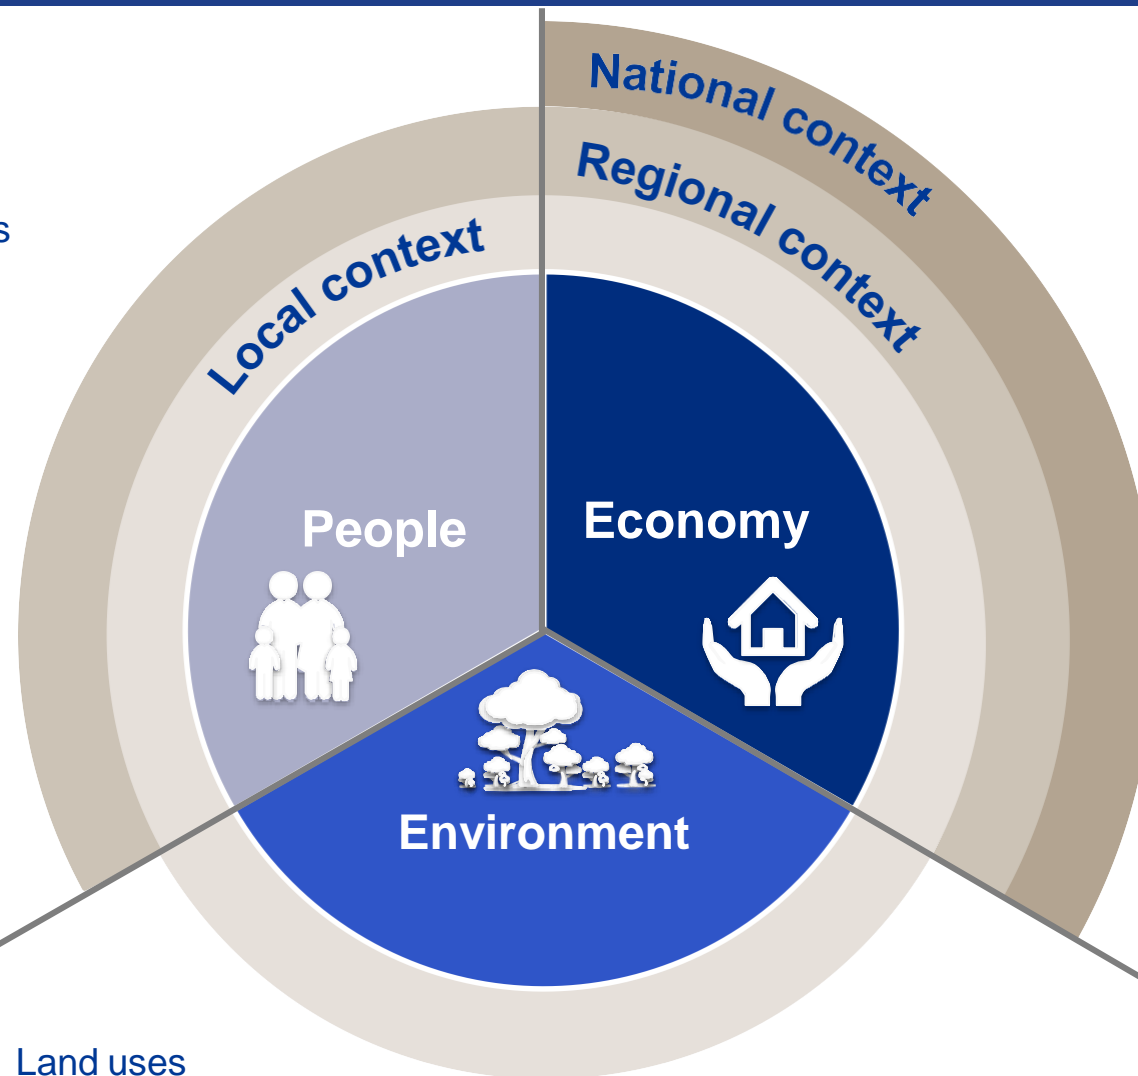 National context
Regional context
s
Local context
People
Economy
Environment
Land uses